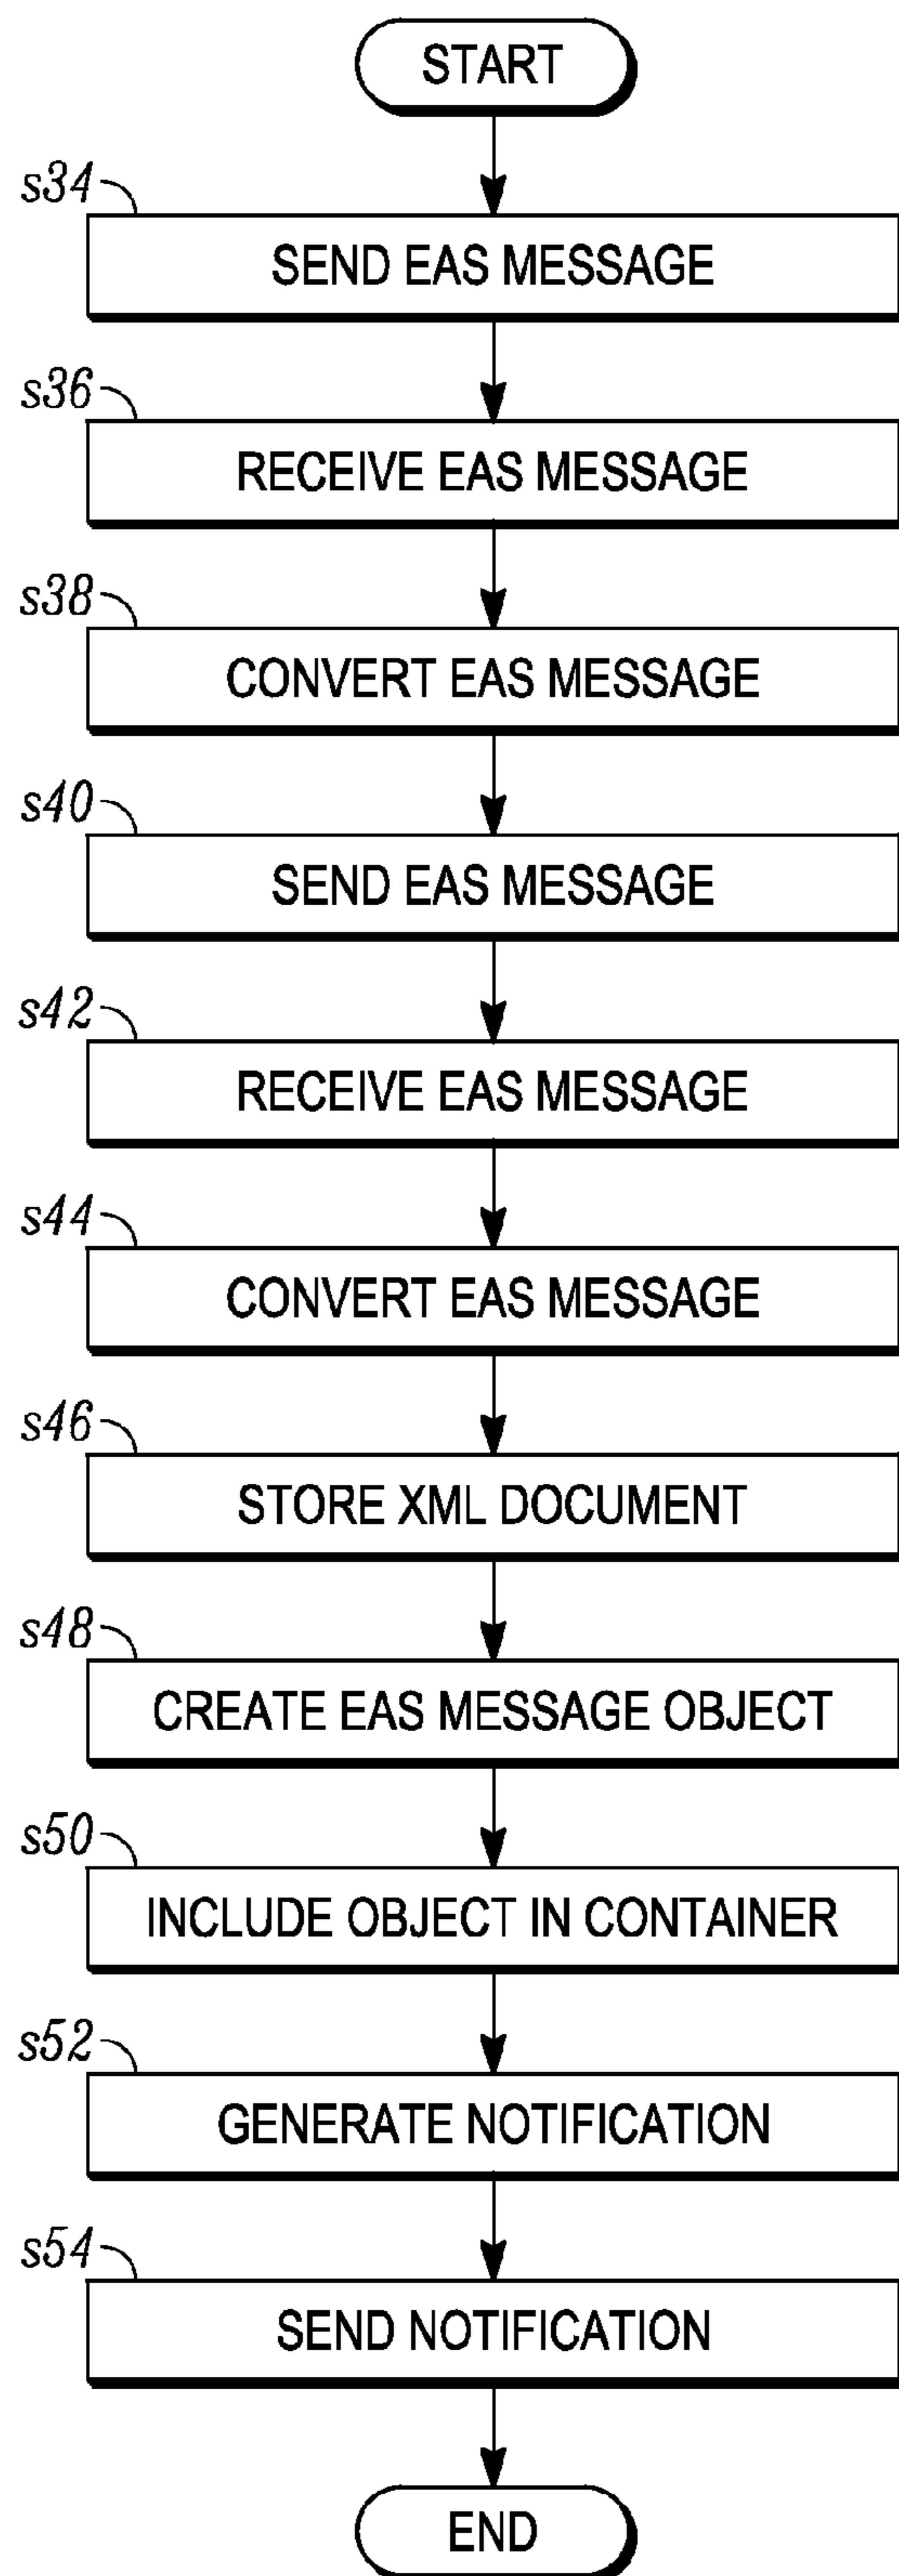 START
s34
SEND EAS MESSAGE
s36
RECEIVE EAS MESSAGE
s38
CONVERT EAS MESSAGE
s40
SEND EAS MESSAGE
s42
RECEIVE EAS MESSAGE
s44
CONVERT EAS MESSAGE
s46
STORE XML DOCUMENT
s48
CREATE EAS MESSAGE OBJECT
s50
INCLUDE OBJECT IN CONTAINER
s52
GENERATE NOTIFICATION
s54
SEND NOTIFICATION
END